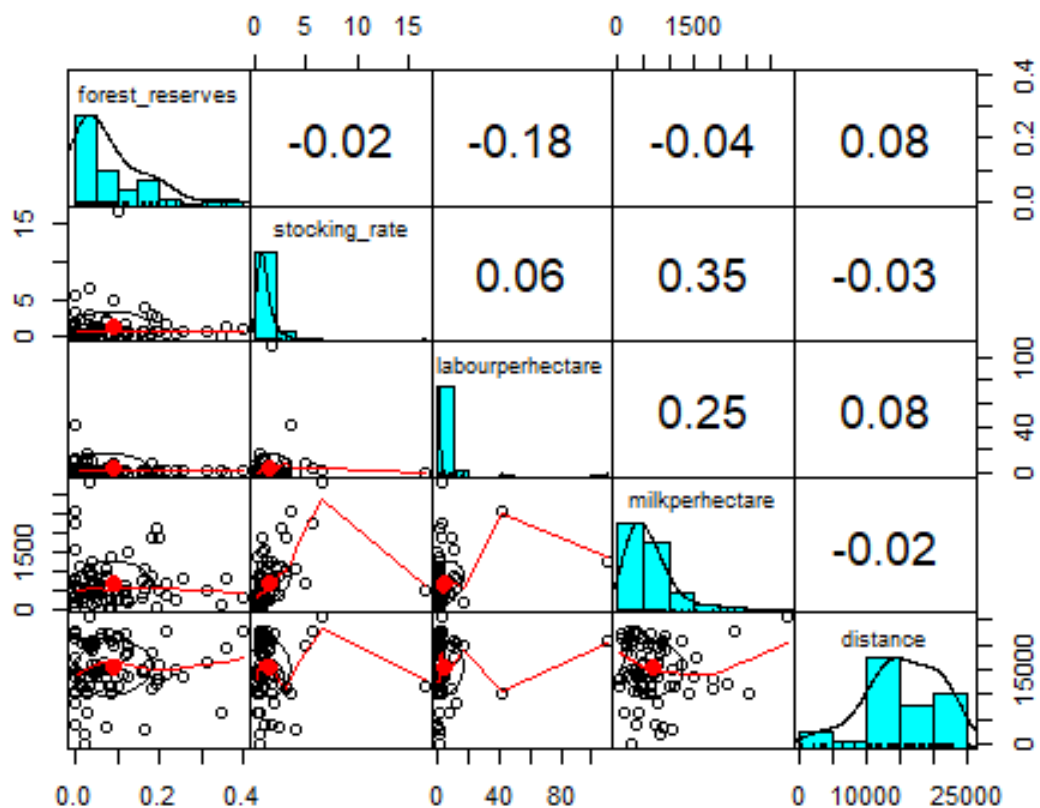 0 5 10 15 0 1500
forest_reserves -0.02 -0.18 -0.04 0.08 0.0 0.2 0.4
0 5 15 stocking_rate 0.06 0.35 -0.03
labourperhectare 0.25 0.08 0 40 100
0 1500 milkperhectare -0.02
distance 0 15000
0.0 0.2 0.4 0 40 80 0 10000 25000